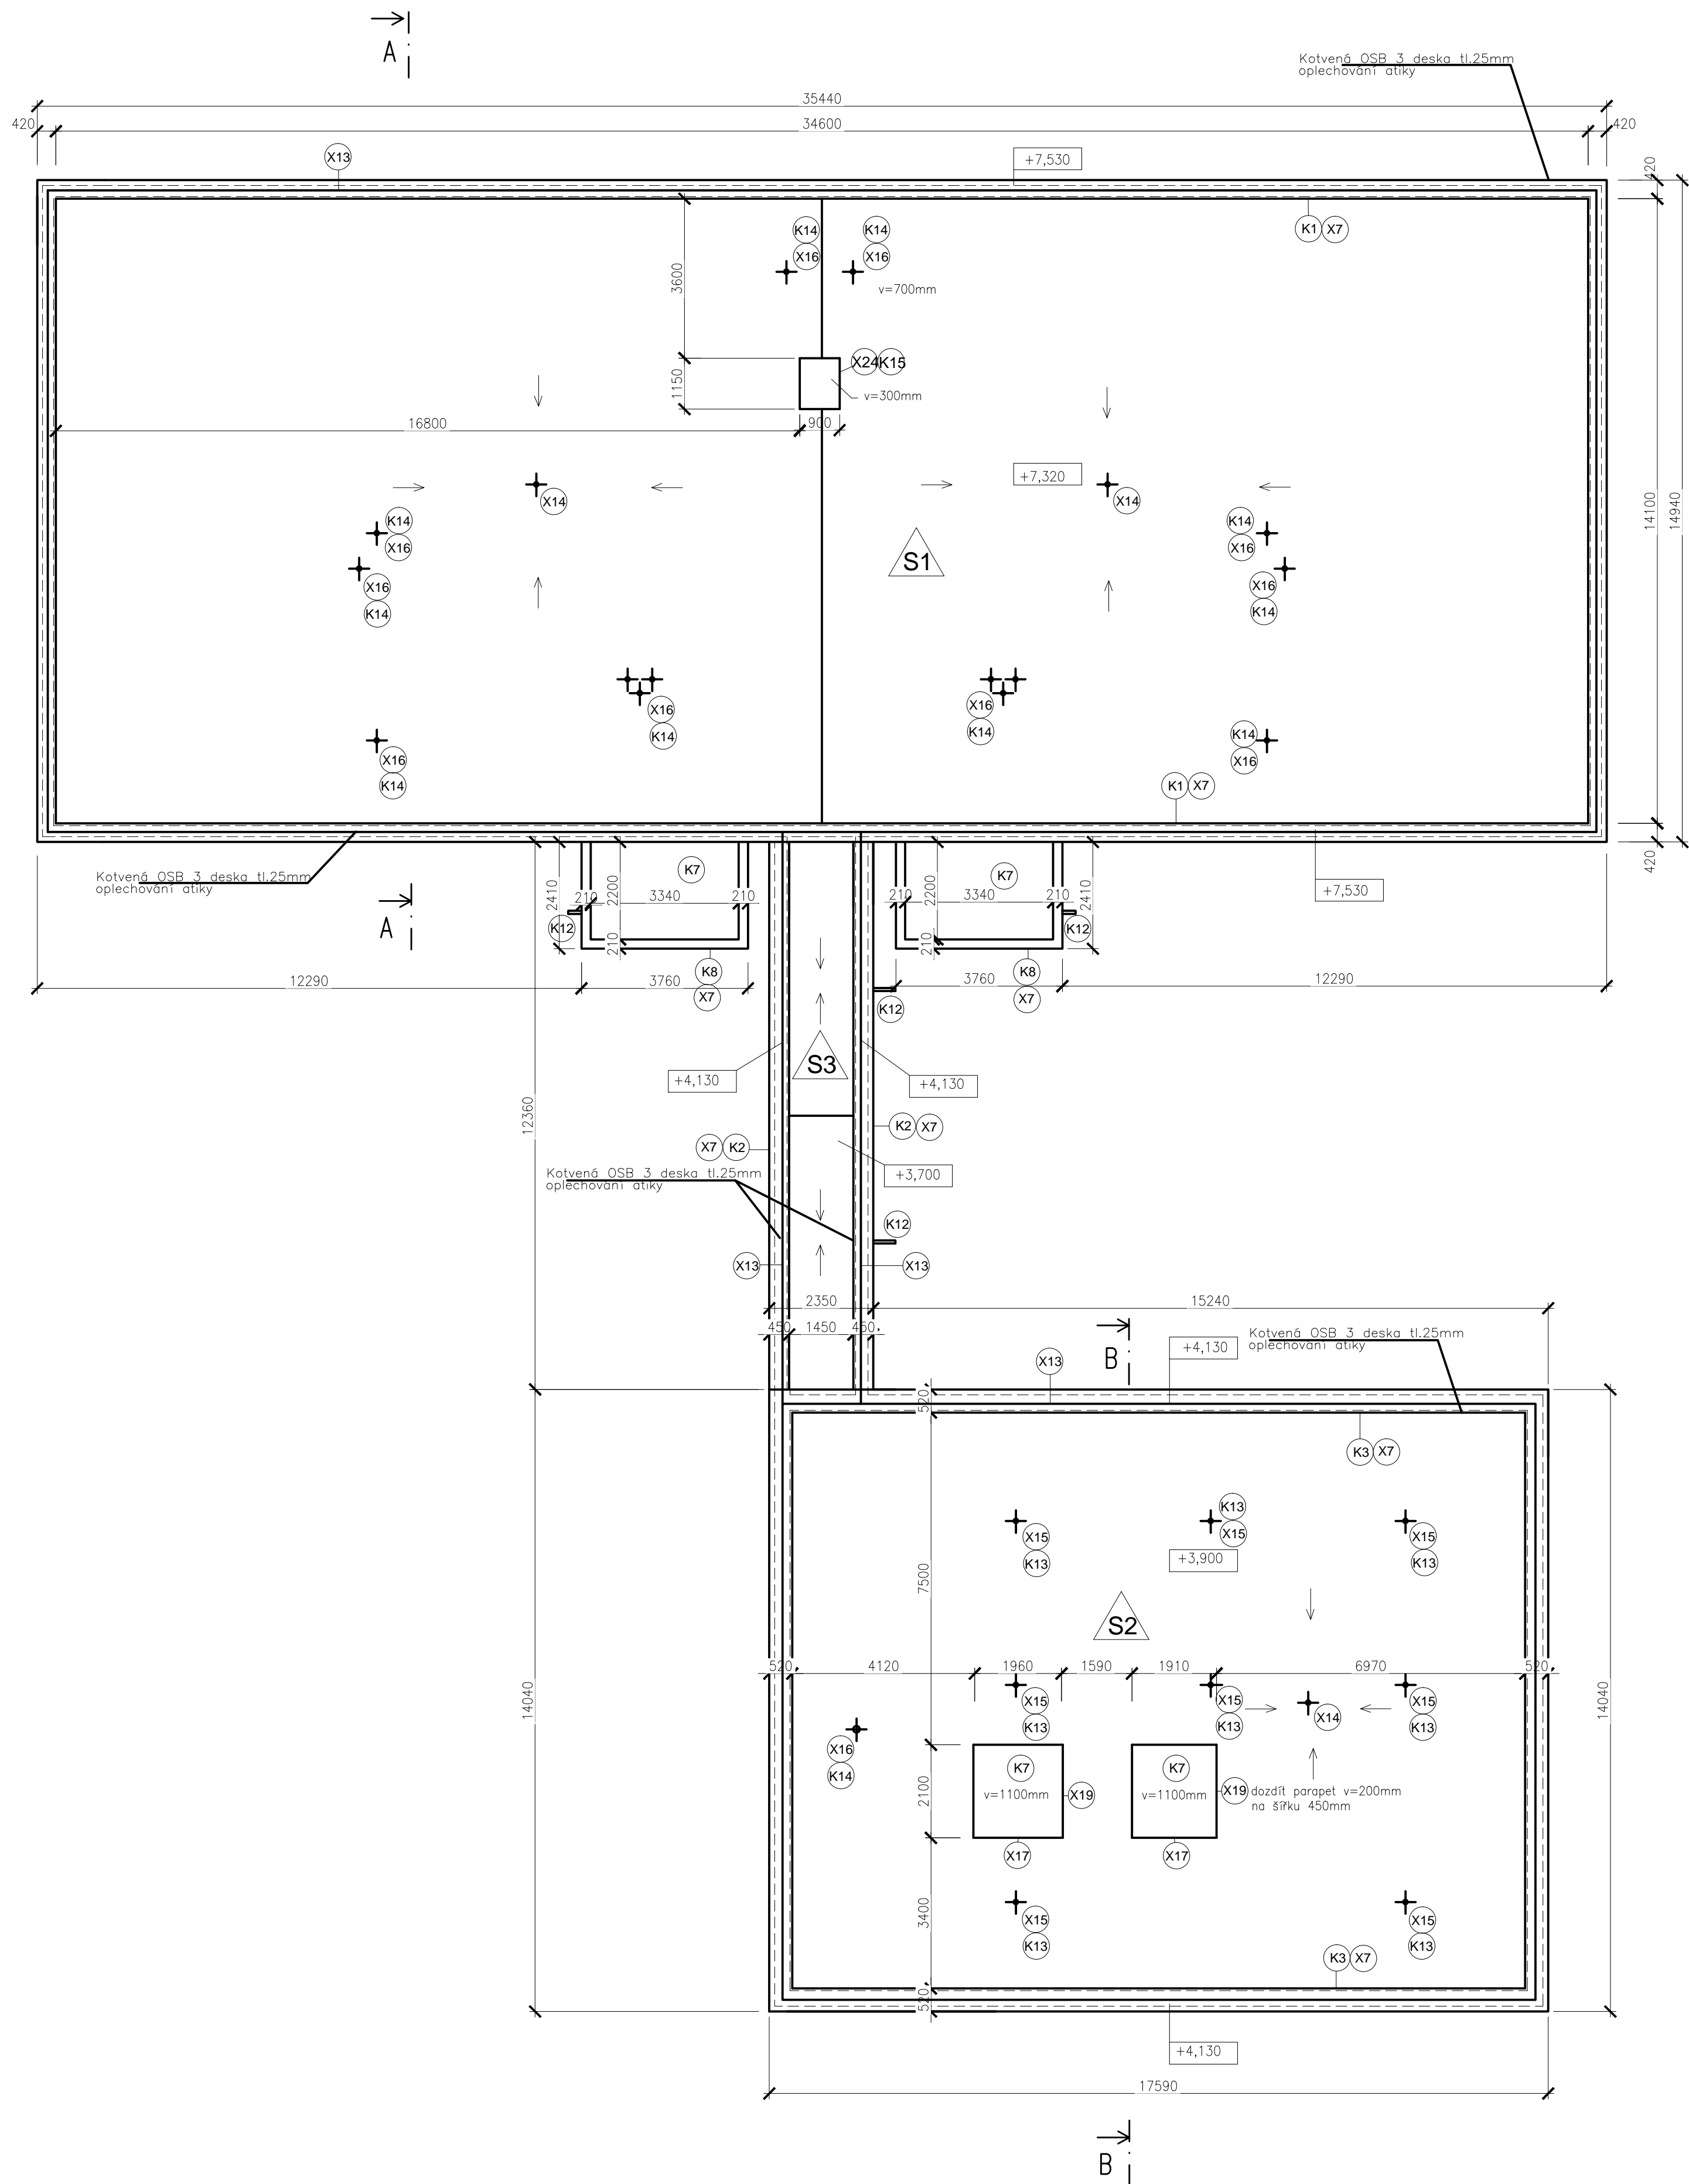 A
Kotvená OSB 3 deska tl.25mm
oplechování atiky
35440
420
34600
420
X13
+7,530
420
K14
K14
K1
X7
X16
X16
3600
v=700mm
X24
K15
1150
v=300mm
16800
900
+7,320
X14
X14
14100
14940
K14
X16
K14
X16
S1
X16
K14
X16
K14
X16
K14
X16
K14
K14
X16
X16
K14
K1
X7
420
Kotvená OSB 3 deska tl.25mm
oplechování atiky
K7
K7
+7,530
2410
210
2200
3340
210
210
2200
3340
210
2410
A
K12
K12
210
210
K8
K8
12290
3760
X7
3760
12290
X7
K12
S3
+4,130
+4,130
12360
K2
X7
X7
K2
Kotvená OSB 3 deska tl.25mm
oplechování atiky
+3,700
K12
X13
X13
2350
15240
450
1450
450
Kotvená OSB 3 deska tl.25mm
oplechování atiky
B
+4,130
X13
520
K3
X7
K13
X15
X15
X15
K13
K13
+3,900
7500
S2
520
4120
1960
1590
1910
6970
520
14040
14040
X15
X15
X15
K13
K13
K13
X14
X16
K14
K7
K7
v=1100mm
X19
v=1100mm
X19
dozdít parapet v=200mm
na šířku 450mm
2100
X17
X17
3400
X15
X15
K13
K13
K3
X7
520
+4,130
17590
B